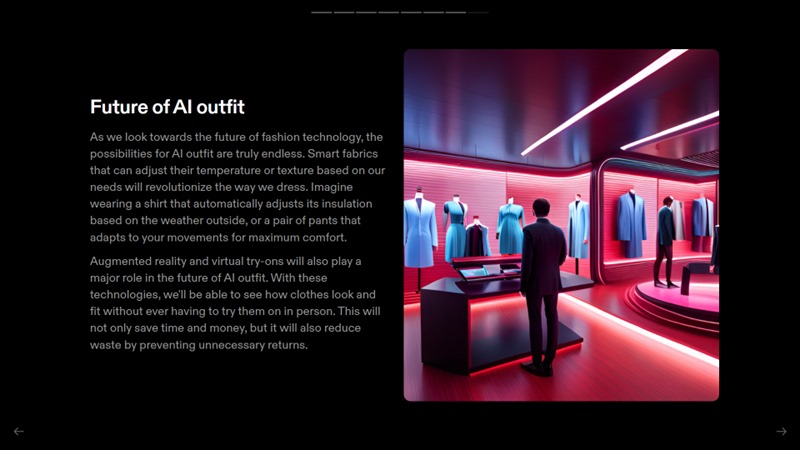 Future of AI outfit
As we look towards the future of fashion technology, the
possibilities for AI outfit are truly endless. Smart fabrics
that can adjust their temperature or texture based on our
needs will revolutionize the way we dress. Imagine
wearing a shirt that automatically adjusts its insulation
based on the weather outside, or a pair of pants that
adapts to your movements for maximum comfort.
Augmented reality and virtual try-ons will also play a
major role in the future of AI outfit. With these
technologies, we'll be able to see how clothes look and
fit without ever having to try them on in person. This will
not only save time and money, but it will also reduce
waste by preventing unnecessary returns.